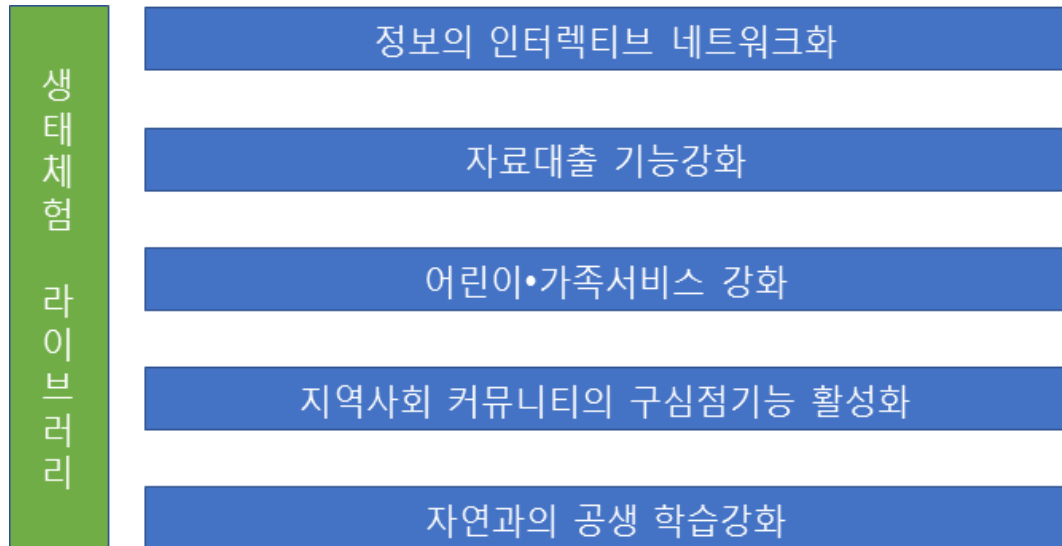 생태체험 라이브러리
정보의 인터렉티브 네트워크화
자료대출 기능강화
어린이•가족서비스 강화
지역사회 커뮤니티의 구심점기능 활성화
자연과의 공생 학습강화